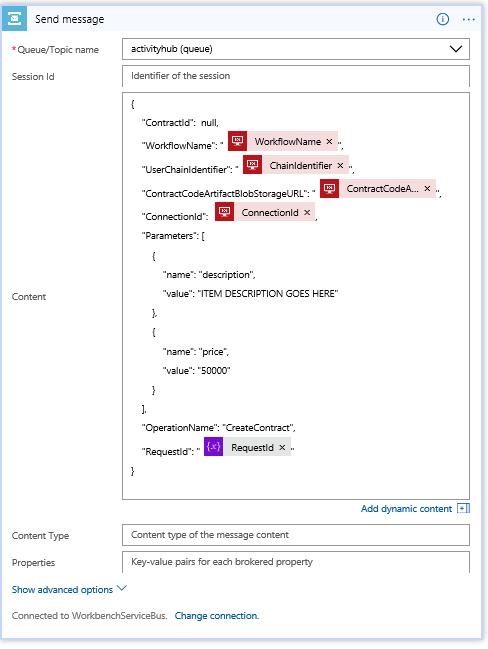 Send message
*Queue/Topic name
activityhub (queue)
Session Id
Identifier of the session
Content
{
"ContractId": null,
"WorkflowName": " WorkflowName × ",
"UserChainIdentifier": " ChainIdentifier × ",
"ContractCodeArtifactBlobStorageURL": " ContractCodeA... × ",
"ConnectionId": ConnectionId × ,
"Parameters": [
{
"name": "description",
"value": "ITEM DESCRIPTION GOES HERE"
},
{
"name": "price",
"value": "50000"
}
],
"OperationName": "CreateContract",
"RequestId": " {x} RequestId × "
}
Add dynamic content
Content Type
Content type of the message content
Properties
Key-value pairs for each brokered property
Show advanced options
Connected to WorkbenchServiceBus. Change connection.